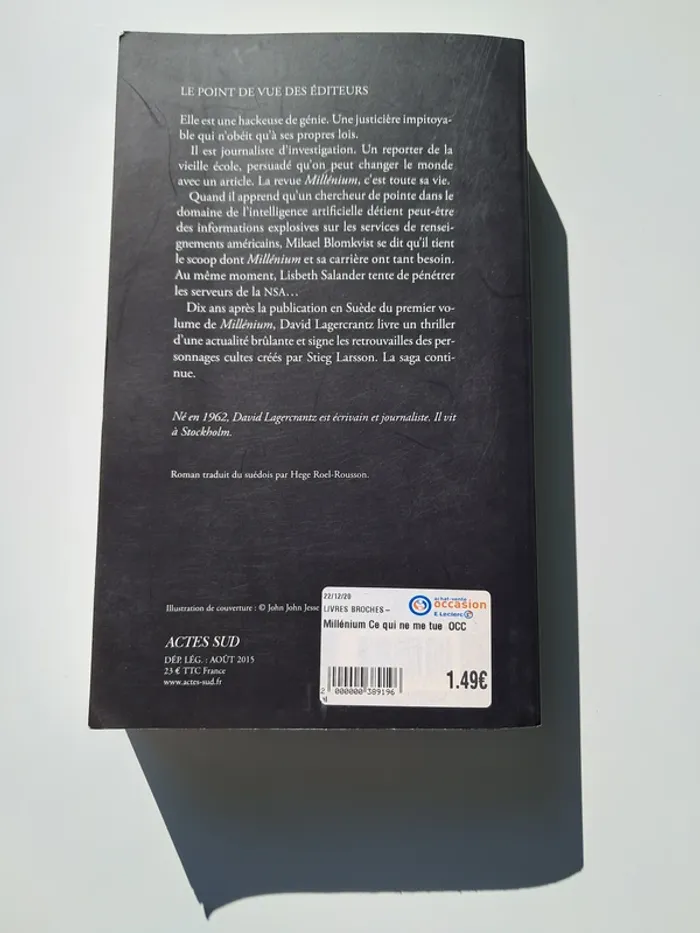 LE POINT DE VUE DES ÉDITEURS
Elle est une hackeuse de génie. Une justicière impitoya-
ble qui n'obéit qu'à ses propres lois.
Il est journaliste d'investigation. Un reporter de la
vieille école, persuadé qu'on peut changer le monde
avec un article. La revue Millénium, c'est toute sa vie.
Quand il apprend qu'un chercheur de pointe dans le
domaine de l'intelligence artificielle détient peut-être
des informations explosives sur les services de rensei-
gnements américains, Mikael Blomkvist se dit qu'il tient
le scoop dont Millénium et sa carrière ont tant besoin.
Au même moment, Lisbeth Salander tente de pénétrer
les serveurs de la NSA…
Dix ans après la publication en Suède du premier vo-
lume de Millénium, David Lagercrantz livre un thriller
d'une actualité brûlante et signe les retrouvailles des per-
sonnages cultes créés par Stieg Larsson. La saga conti-
nue.
Né en 1962, David Lagercrantz est écrivain et journaliste. Il vit
à Stockholm.
Roman traduit du suédois par Hege Roel-Rousson.
Illustration de couverture : © John John Jesse
ACTES SUD
DÉP. LÉG. : AOÛT 2015
23 € TTC France
www.actes-sud.fr
22/12/20
LIVRES BROCHES–
achat-vente
occasion
E.Leclerc
Millénium Ce qui ne me tue OCC
2 000000 389196
1.49€